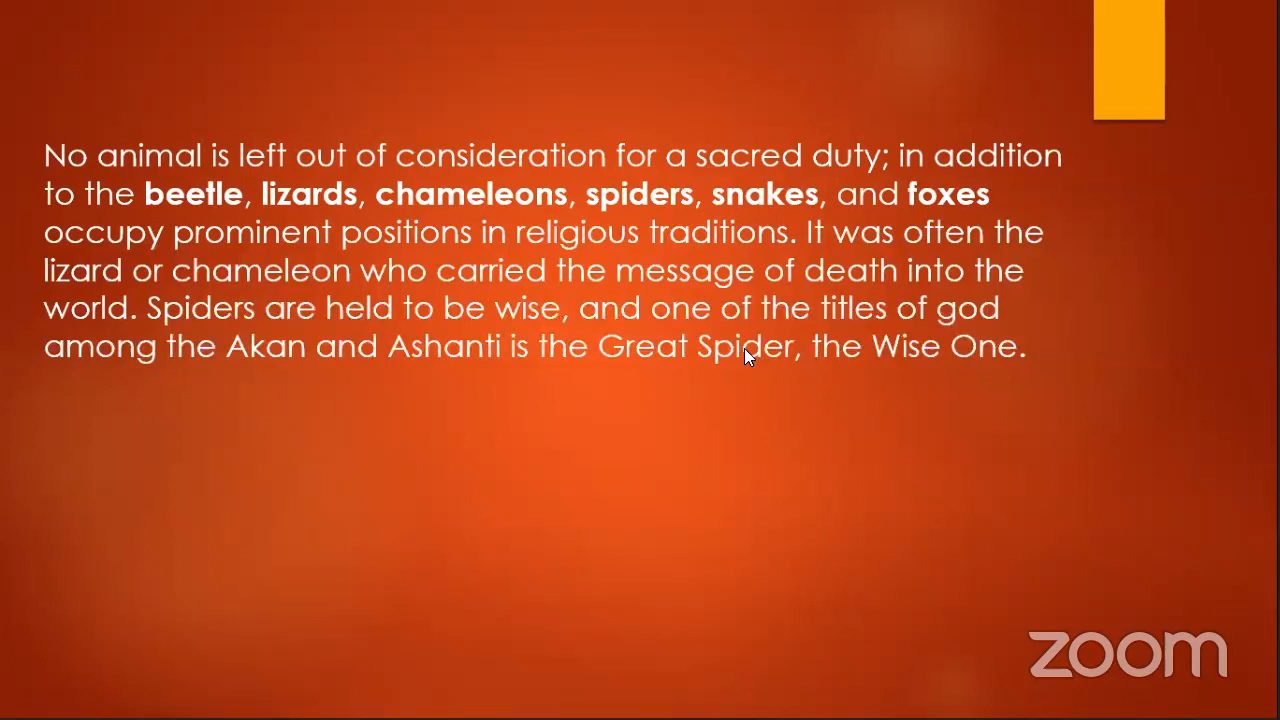 No animal is left out of consideration for a sacred duty; in addition
to the beetle, lizards, chameleons, spiders, snakes, and foxes
occupy prominent positions in religious traditions. It was often the
lizard or chameleon who carried the message of death into the
world. Spiders are held to be wise, and one of the titles of god
among the Akan and Ashanti is the Great Spider, the Wise One.
zoom